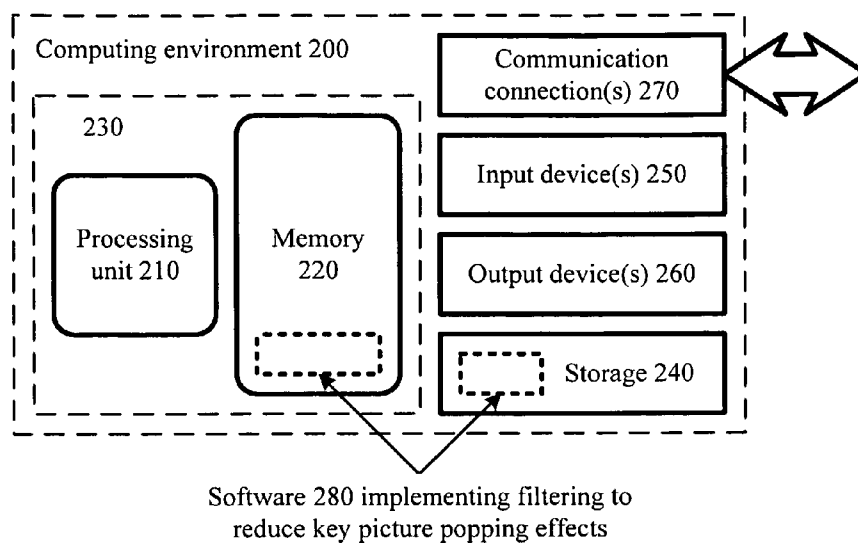 Computing environment 200
Communication
connection(s) 270
230
Input device(s) 250
Processing
unit 210
Memory
220
Output device(s) 260
Storage 240
Software 280 implementing filtering to
reduce key picture popping effects